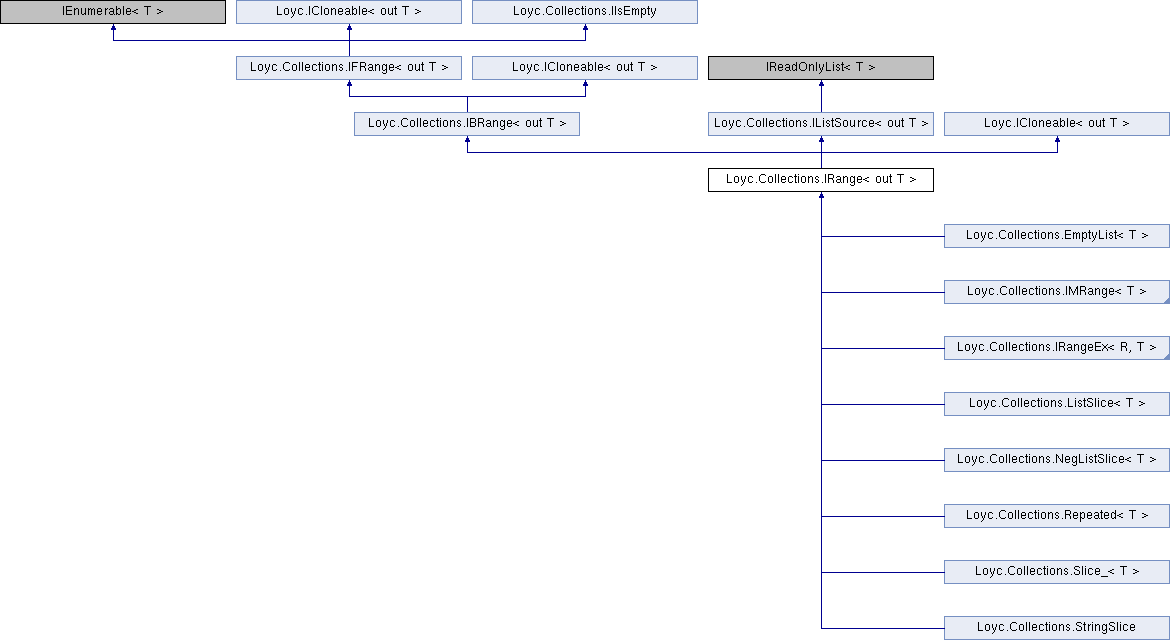 IEnumerable< T >
Loyc.ICloneable< out T >
Loyc.Collections.IIsEmpty
Loyc.Collections.IFRange< out T >
Loyc.ICloneable< out T >
IReadOnlyList< T >
Loyc.Collections.IBRange< out T >
Loyc.Collections.IListSource< out T >
Loyc.ICloneable< out T >
Loyc.Collections.IRange< out T >
Loyc.Collections.EmptyList< T >
Loyc.Collections.IMRange< T >
Loyc.Collections.IRangeEx< R, T >
Loyc.Collections.ListSlice< T >
Loyc.Collections.NegListSlice< T >
Loyc.Collections.Repeated< T >
Loyc.Collections.Slice_< T >
Loyc.Collections.StringSlice